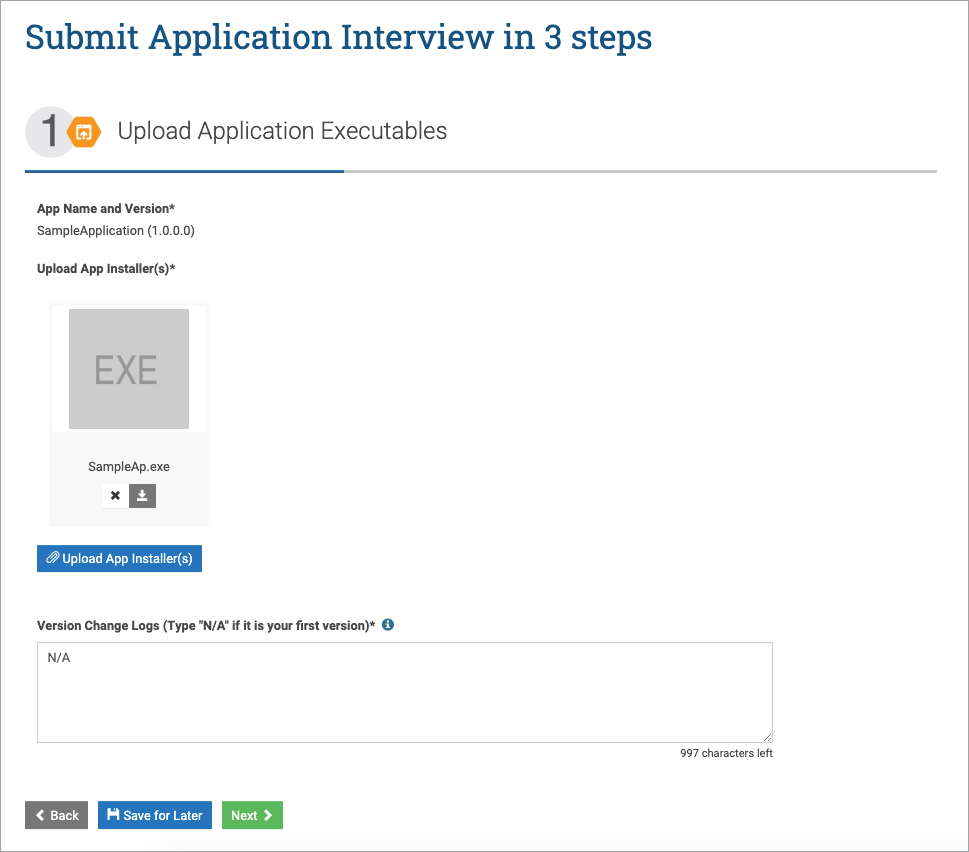 Submit Application Interview in 3 steps
1 Upload Application Executables
App Name and Version*
SampleApplication (1.0.0.0)
Upload App Installer(s)*
EXE
SampleAp.exe
Upload App Installer(s)
Version Change Logs (Type "N/A" if it is your first version)*
N/A
997 characters left
Back Save for Later Next